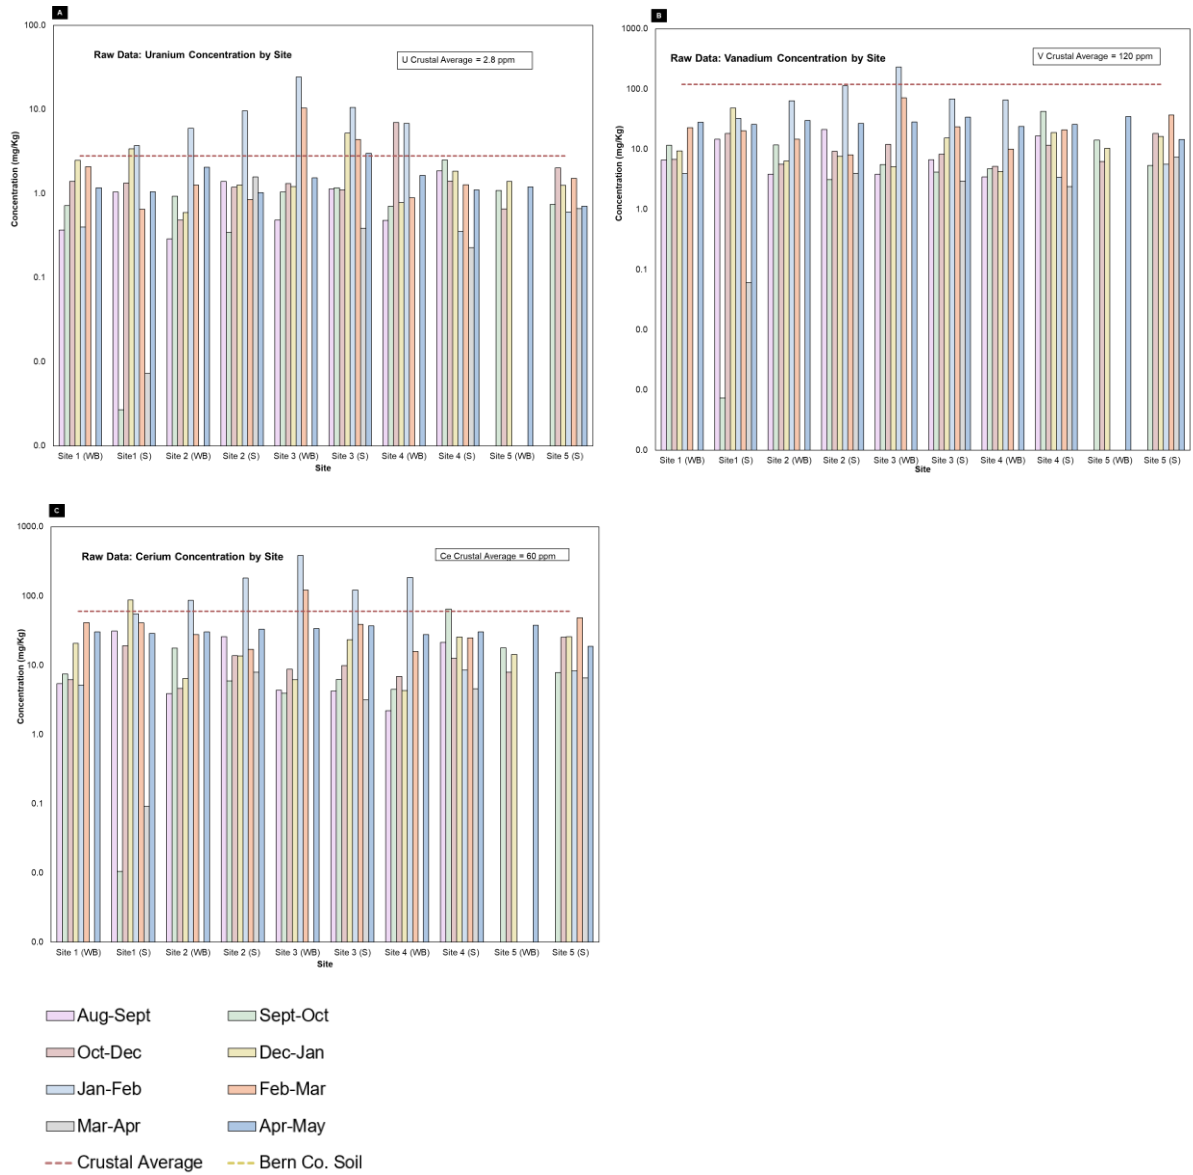 A
100.0
Raw Data: Uranium Concentration by Site
U Crustal Average = 2.8 ppm
10.0
1.0
0.1
0.0
0.0
Concentration (mg/Kg)
Site 1 (WB) Site1 (S) Site 2 (WB) Site 2 (S) Site 3 (WB) Site 3 (S) Site 4 (WB) Site 4 (S) Site 5 (WB) Site 5 (S)
Site
B
1000.0
Raw Data: Vanadium Concentration by Site
V Crustal Average = 120 ppm
100.0
10.0
1.0
0.1
0.0
0.0
0.0
Concentration (mg/Kg)
Site 1 (WB) Site1 (S) Site 2 (WB) Site 2 (S) Site 3 (WB) Site 3 (S) Site 4 (WB) Site 4 (S) Site 5 (WB) Site 5 (S)
Site
C
1000.0
Raw Data: Cerium Concentration by Site
Ce Crustal Average = 60 ppm
100.0
10.0
1.0
0.1
0.0
0.0
Concentration (mg/Kg)
Site 1 (WB) Site1 (S) Site 2 (WB) Site 2 (S) Site 3 (WB) Site 3 (S) Site 4 (WB) Site 4 (S) Site 5 (WB) Site 5 (S)
Site
Aug-Sept Sept-Oct
Oct-Dec Dec-Jan
Jan-Feb Feb-Mar
Mar-Apr Apr-May
Crustal Average Bern Co. Soil